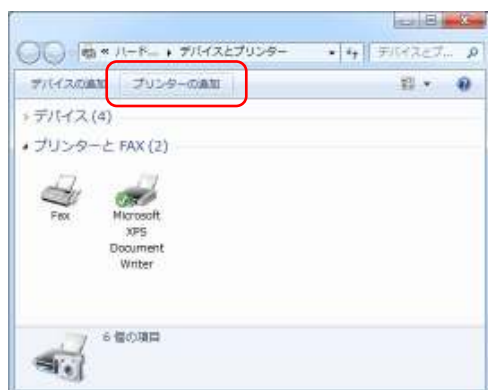 « ハード... ▸ デバイスとプリンター
デバイスとプ...
デバイスの追加 プリンターの追加
デバイス (4)
プリンターと FAX (2)
Fax
Microsoft
XPS
Document
Writer
6 個の項目